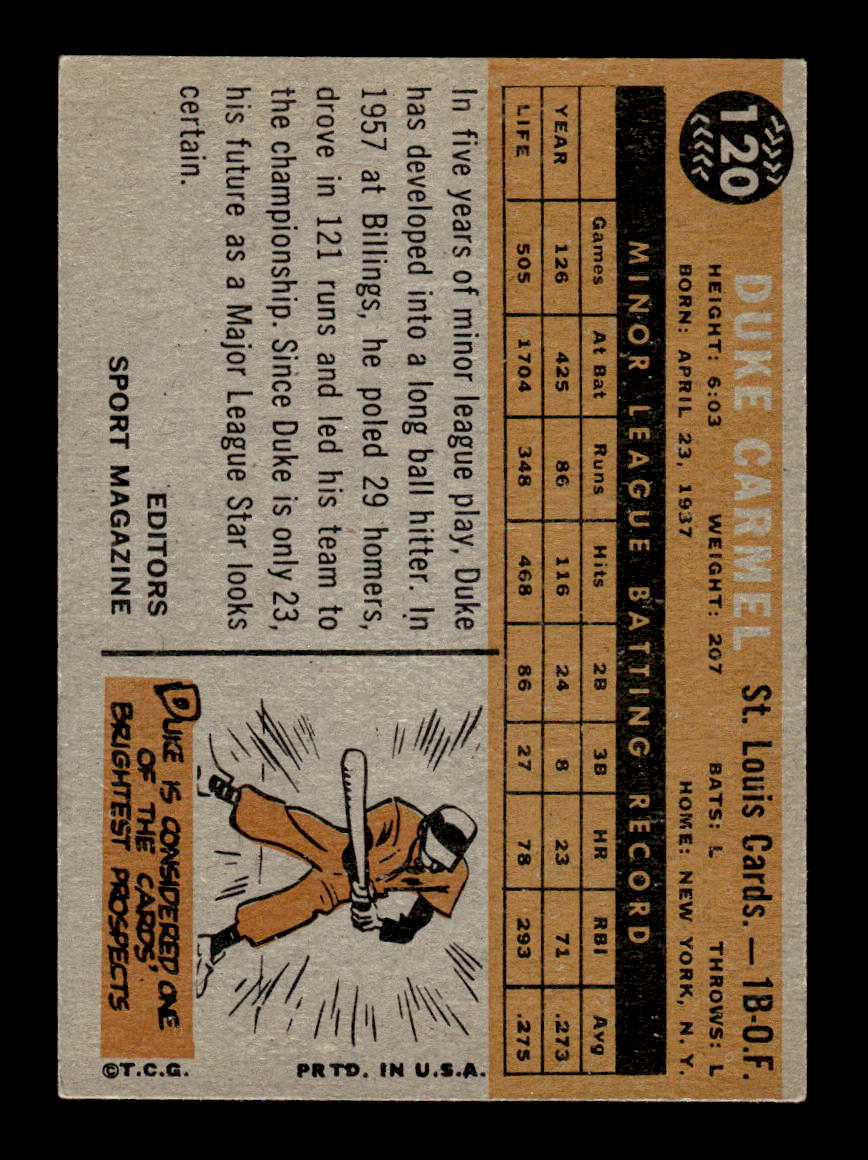 120
DUKE CARMEL St. Louis Cards.—1B-O.F.
HEIGHT: 6:03 WEIGHT: 207 BATS: L THROWS: L
BORN: APRIL 23, 1937 HOME: NEW YORK, N. Y.
MINOR LEAGUE BATTING RECORD
Games At Bat Runs Hits 2B 3B HR RBI Avg
YEAR 126 425 86 116 24 8 23 71 .273
LIFE 505 1704 348 468 86 27 78 293 .275
In five years of minor league play, Duke
has developed into a long ball hitter. In
1957 at Billings, he poled 29 homers,
drove in 121 runs and led his team to
the championship. Since Duke is only 23,
his future as a Major League Star looks
certain.
EDITORS
SPORT MAGAZINE
DUKE IS CONSIDERED ONE
OF THE CARDS'
BRIGHTEST PROSPECTS
©T.C.G. PRTD. IN U.S.A.